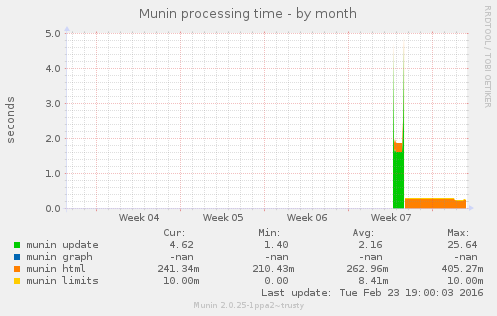 Munin processing time - by month
RRDTOOL / TOBI OETIKER
seconds
5.0
4.0
3.0
2.0
1.0
0.0
Week 04 Week 05 Week 06 Week 07
Cur: Min: Avg: Max:
munin update 4.62 1.40 2.16 25.64
munin graph -nan -nan -nan -nan
munin html 241.34m 210.43m 262.96m 405.27m
munin limits 10.00m 0.00 8.41m 10.00m
Last update: Tue Feb 23 19:00:03 2016
Munin 2.0.25-1ppa2~trusty